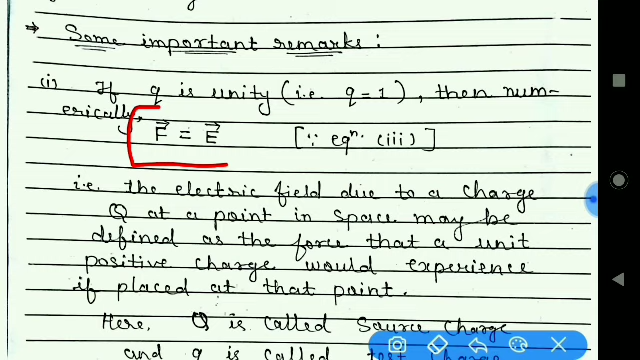 ⇒ Some important remarks :
(i) If q is unity (i.e. q = 1), then num-
erically,
F⃗ = E⃗ [∵ eqⁿ. (iii)]
i.e. the electric field due to a charge
Q at a point in space may be
defined as the force that a unit
positive charge would experience
if placed at that point.
Here, Q is called Source Charge
and q is called test charge